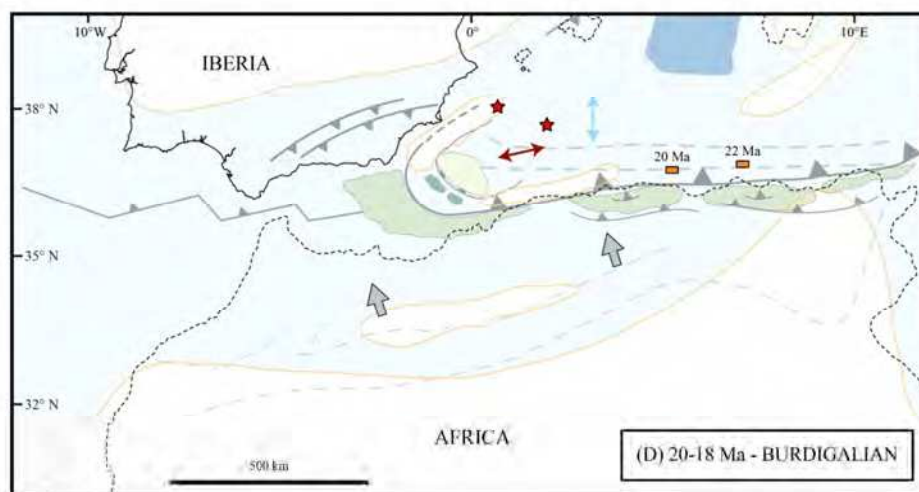 10°W
0°
10°E
IBERIA
38° N
20 Ma
22 Ma
35° N
32° N
AFRICA
(D) 20-18 Ma - BURDIGALIAN
500 km